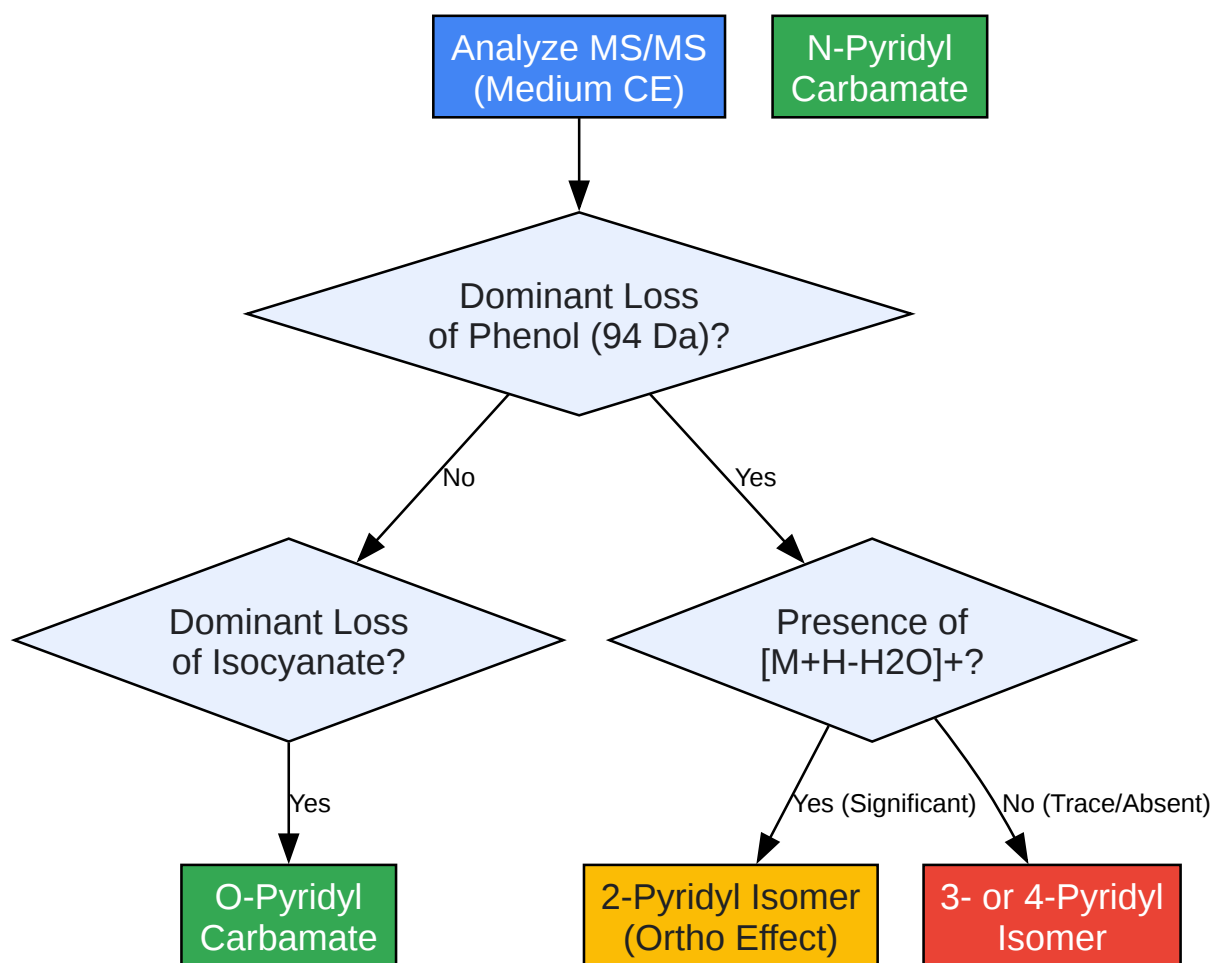 Analyze MS/MS
(Medium CE)
N-Pyridyl
Carbamate
Dominant Loss
of Phenol (94 Da)?
No
Yes
Dominant Loss
of Isocyanate?
Presence of
[M+H-H2O]+?
Yes
Yes (Significant)
No (Trace/Absent)
O-Pyridyl
Carbamate
2-Pyridyl Isomer
(Ortho Effect)
3- or 4-Pyridyl
Isomer